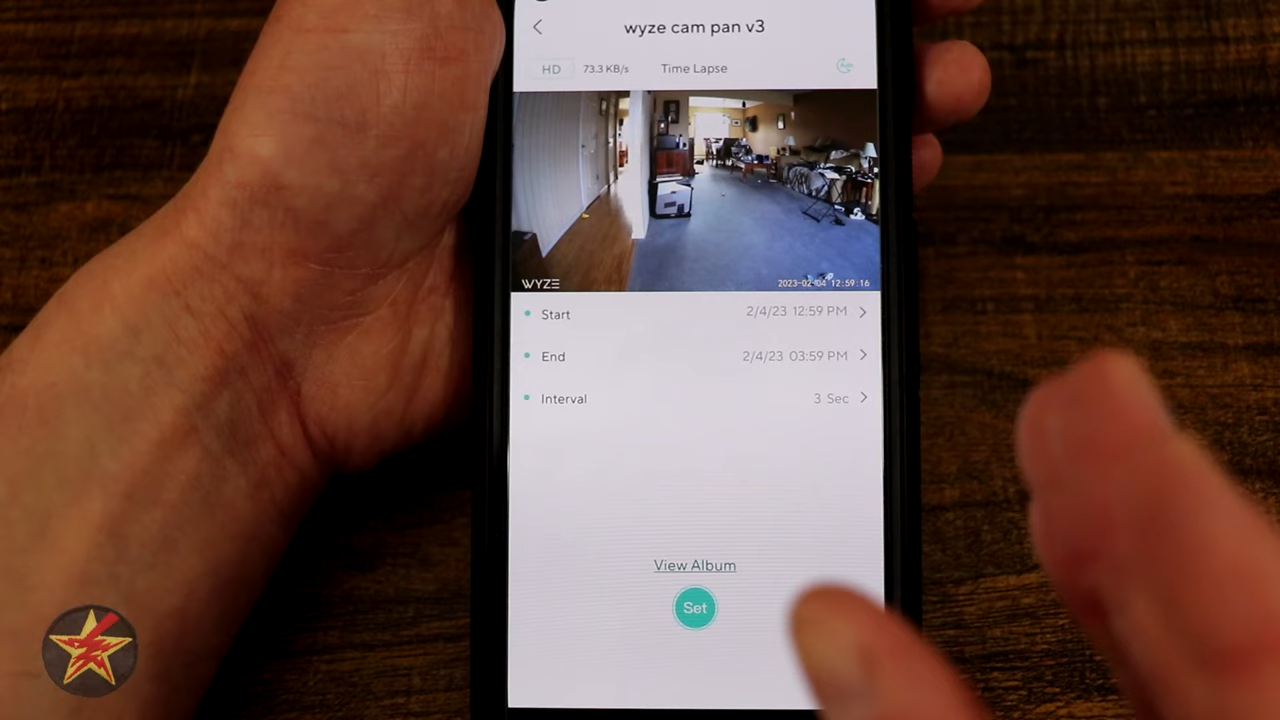 wyze cam pan v3
HD 73.3 KB/s Time Lapse Auto
WYZE 2023-02-04 12:59:16
Start 2/4/23 12:59 PM
End 2/4/23 03:59 PM
Interval 3 Sec
View Album
Set